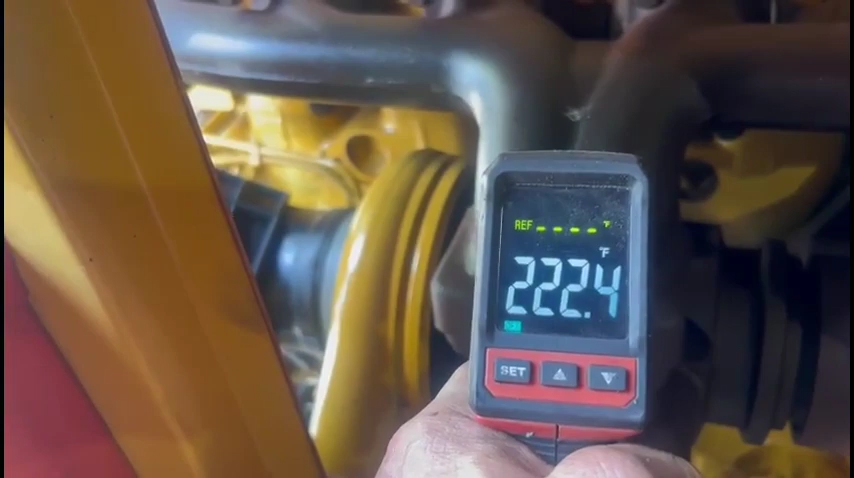 REF ---- °F
°F
222.4
SET